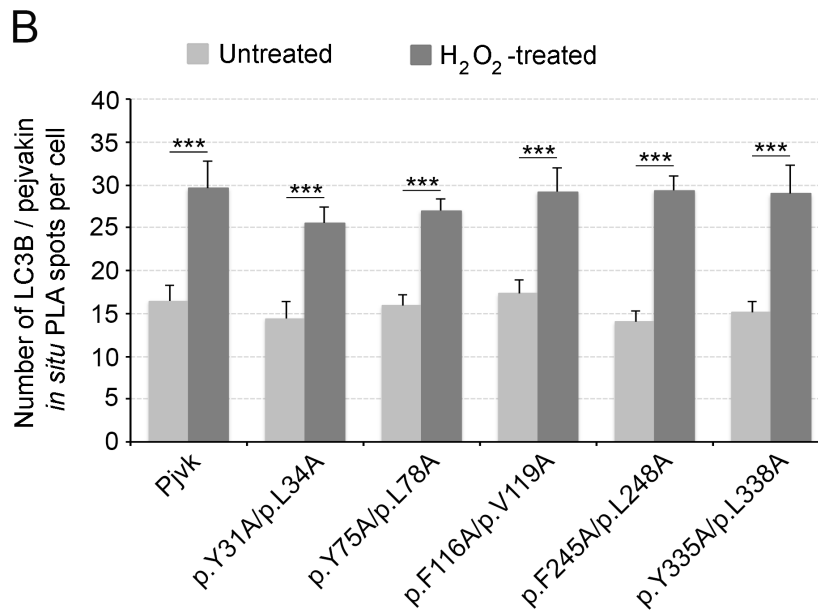 B
Untreated
H₂O₂-treated
Number of LC3B / pejvakin
in situ PLA spots per cell
40
35
30
25
20
15
10
5
0
***
***
***
***
***
***
Pjvk
p.Y31A/p.L34A
p.Y75A/p.L78A
p.F116A/p.V119A
p.F245A/p.L248A
p.Y335A/p.L338A